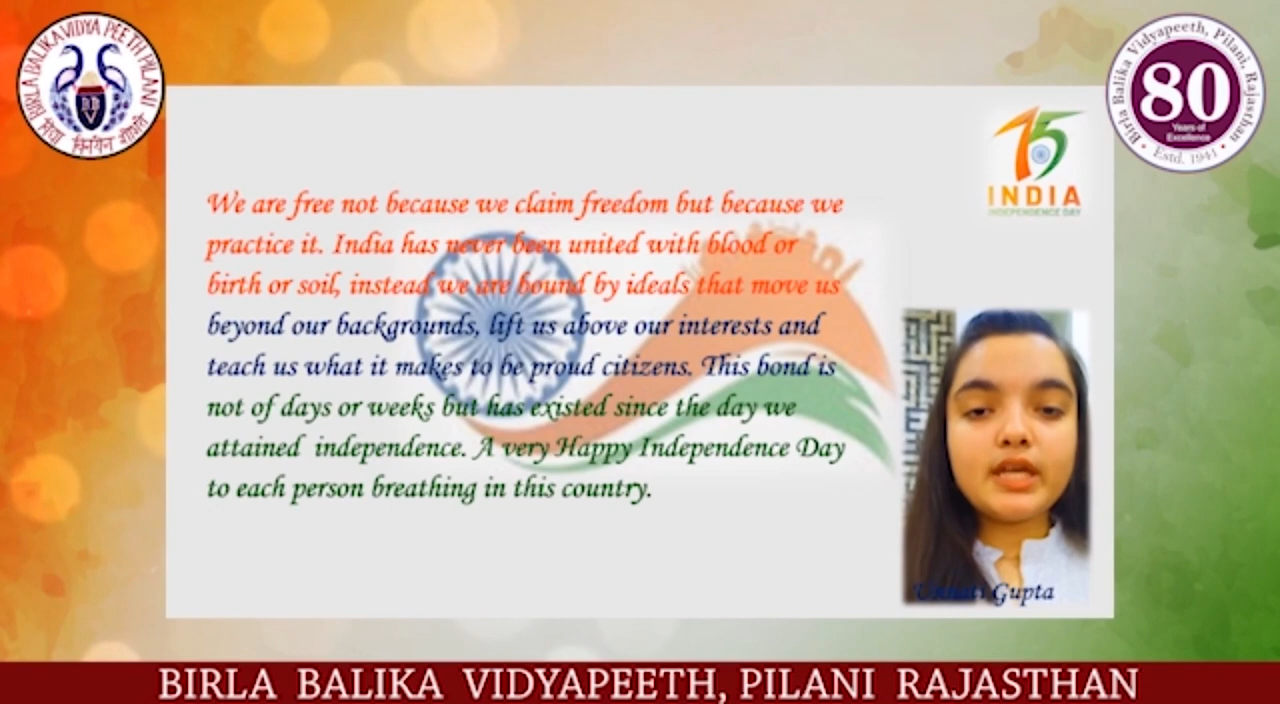 BIRLA BALIKA VIDYA PEETH PILANI
Birla Balika Vidyapeeth, Pilani, Rajasthan
80
Years of
Excellence
Estd. 1941
75
INDIA
INDEPENDENCE DAY
We are free not because we claim freedom but because we
practice it. India has never been united with blood or
birth or soil, instead we are bound by ideals that move us
beyond our backgrounds, lift us above our interests and
teach us what it makes to be proud citizens. This bond is
not of days or weeks but has existed since the day we
attained independence. A very Happy Independence Day
to each person breathing in this country.
Gupta
BIRLA BALIKA VIDYAPEETH, PILANI RAJASTHAN